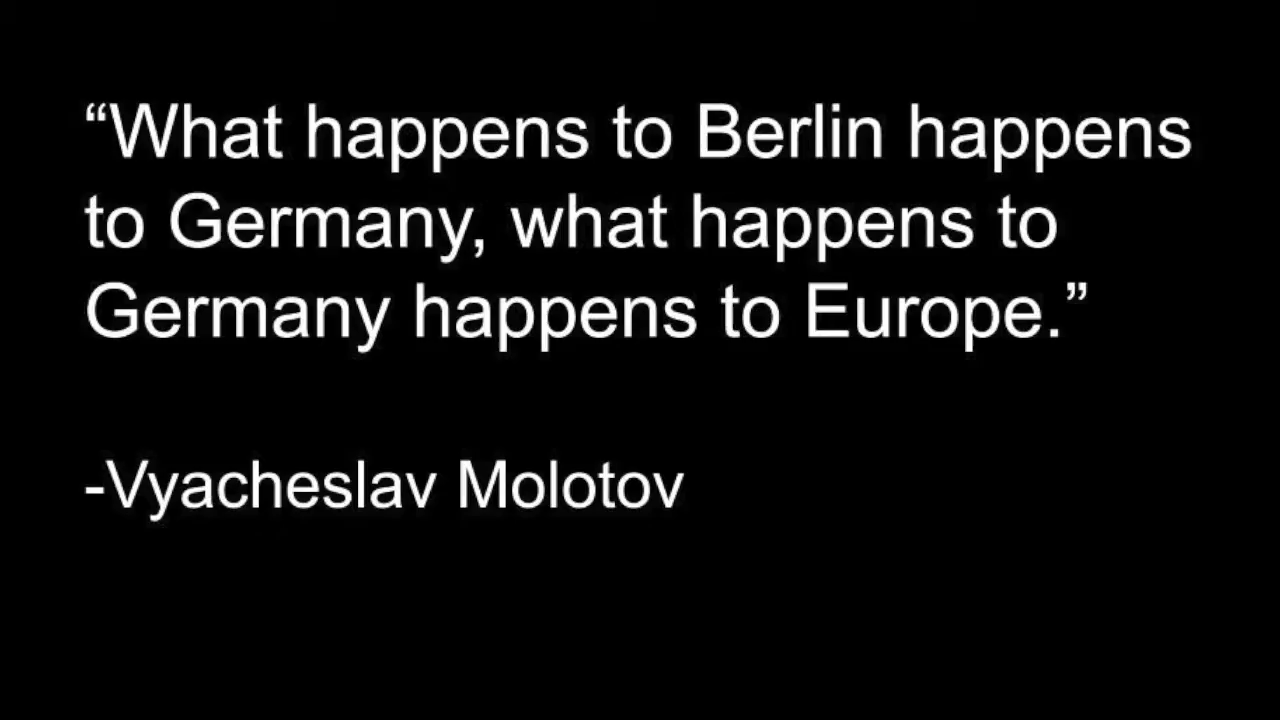 “What happens to Berlin happens
to Germany, what happens to
Germany happens to Europe.”
-Vyacheslav Molotov